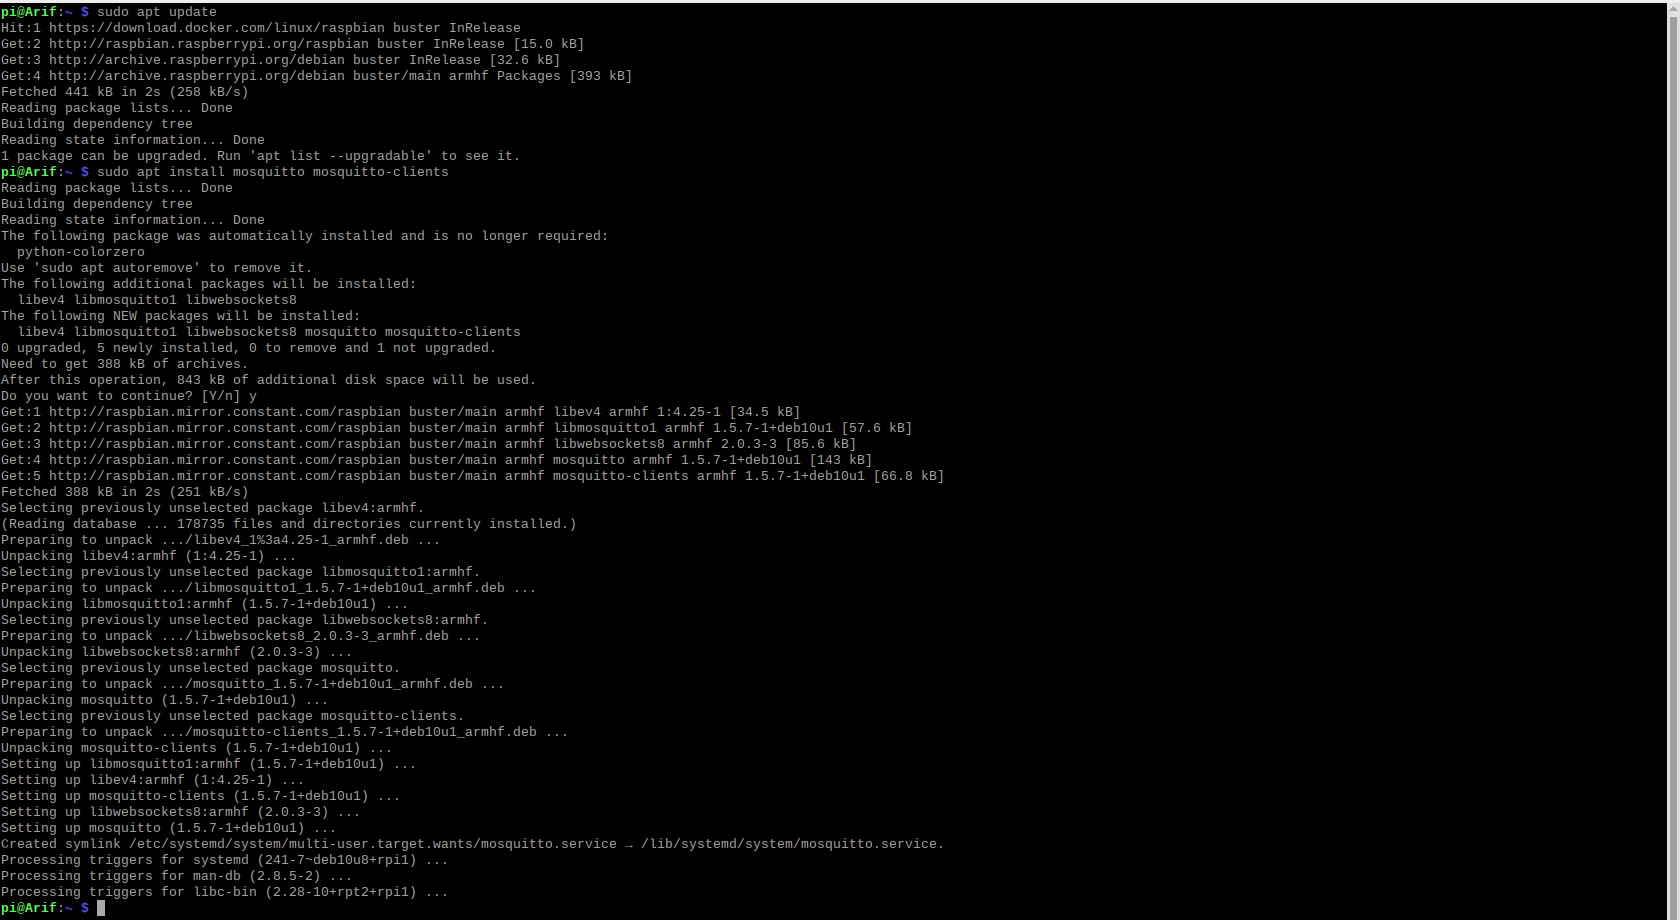 pi@Arif:~ $ sudo apt update
Hit:1 https://download.docker.com/linux/raspbian buster InRelease
Get:2 http://raspbian.raspberrypi.org/raspbian buster InRelease [15.0 kB]
Get:3 http://archive.raspberrypi.org/debian buster InRelease [32.6 kB]
Get:4 http://archive.raspberrypi.org/debian buster/main armhf Packages [393 kB]
Fetched 441 kB in 2s (258 kB/s)
Reading package lists... Done
Building dependency tree
Reading state information... Done
1 package can be upgraded. Run 'apt list --upgradable' to see it.
pi@Arif:~ $ sudo apt install mosquitto mosquitto-clients
Reading package lists... Done
Building dependency tree
Reading state information... Done
The following package was automatically installed and is no longer required:
  python-colorzero
Use 'sudo apt autoremove' to remove it.
The following additional packages will be installed:
  libev4 libmosquitto1 libwebsockets8
The following NEW packages will be installed:
  libev4 libmosquitto1 libwebsockets8 mosquitto mosquitto-clients
0 upgraded, 5 newly installed, 0 to remove and 1 not upgraded.
Need to get 388 kB of archives.
After this operation, 843 kB of additional disk space will be used.
Do you want to continue? [Y/n] y
Get:1 http://raspbian.mirror.constant.com/raspbian buster/main armhf libev4 armhf 1:4.25-1 [34.5 kB]
Get:2 http://raspbian.mirror.constant.com/raspbian buster/main armhf libmosquitto1 armhf 1.5.7-1+deb10u1 [57.6 kB]
Get:3 http://raspbian.mirror.constant.com/raspbian buster/main armhf libwebsockets8 armhf 2.0.3-3 [85.6 kB]
Get:4 http://raspbian.mirror.constant.com/raspbian buster/main armhf mosquitto armhf 1.5.7-1+deb10u1 [143 kB]
Get:5 http://raspbian.mirror.constant.com/raspbian buster/main armhf mosquitto-clients armhf 1.5.7-1+deb10u1 [66.8 kB]
Fetched 388 kB in 2s (251 kB/s)
Selecting previously unselected package libev4:armhf.
(Reading database ... 178735 files and directories currently installed.)
Preparing to unpack .../libev4_1%3a4.25-1_armhf.deb ...
Unpacking libev4:armhf (1:4.25-1) ...
Selecting previously unselected package libmosquitto1:armhf.
Preparing to unpack .../libmosquitto1_1.5.7-1+deb10u1_armhf.deb ...
Unpacking libmosquitto1:armhf (1.5.7-1+deb10u1) ...
Selecting previously unselected package libwebsockets8:armhf.
Preparing to unpack .../libwebsockets8_2.0.3-3_armhf.deb ...
Unpacking libwebsockets8:armhf (2.0.3-3) ...
Selecting previously unselected package mosquitto.
Preparing to unpack .../mosquitto_1.5.7-1+deb10u1_armhf.deb ...
Unpacking mosquitto (1.5.7-1+deb10u1) ...
Selecting previously unselected package mosquitto-clients.
Preparing to unpack .../mosquitto-clients_1.5.7-1+deb10u1_armhf.deb ...
Unpacking mosquitto-clients (1.5.7-1+deb10u1) ...
Setting up libmosquitto1:armhf (1.5.7-1+deb10u1) ...
Setting up libev4:armhf (1:4.25-1) ...
Setting up mosquitto-clients (1.5.7-1+deb10u1) ...
Setting up libwebsockets8:armhf (2.0.3-3) ...
Setting up mosquitto (1.5.7-1+deb10u1) ...
Created symlink /etc/systemd/system/multi-user.target.wants/mosquitto.service → /lib/systemd/system/mosquitto.service.
Processing triggers for systemd (241-7~deb10u8+rpi1) ...
Processing triggers for man-db (2.8.5-2) ...
Processing triggers for libc-bin (2.28-10+rpt2+rpi1) ...
pi@Arif:~ $